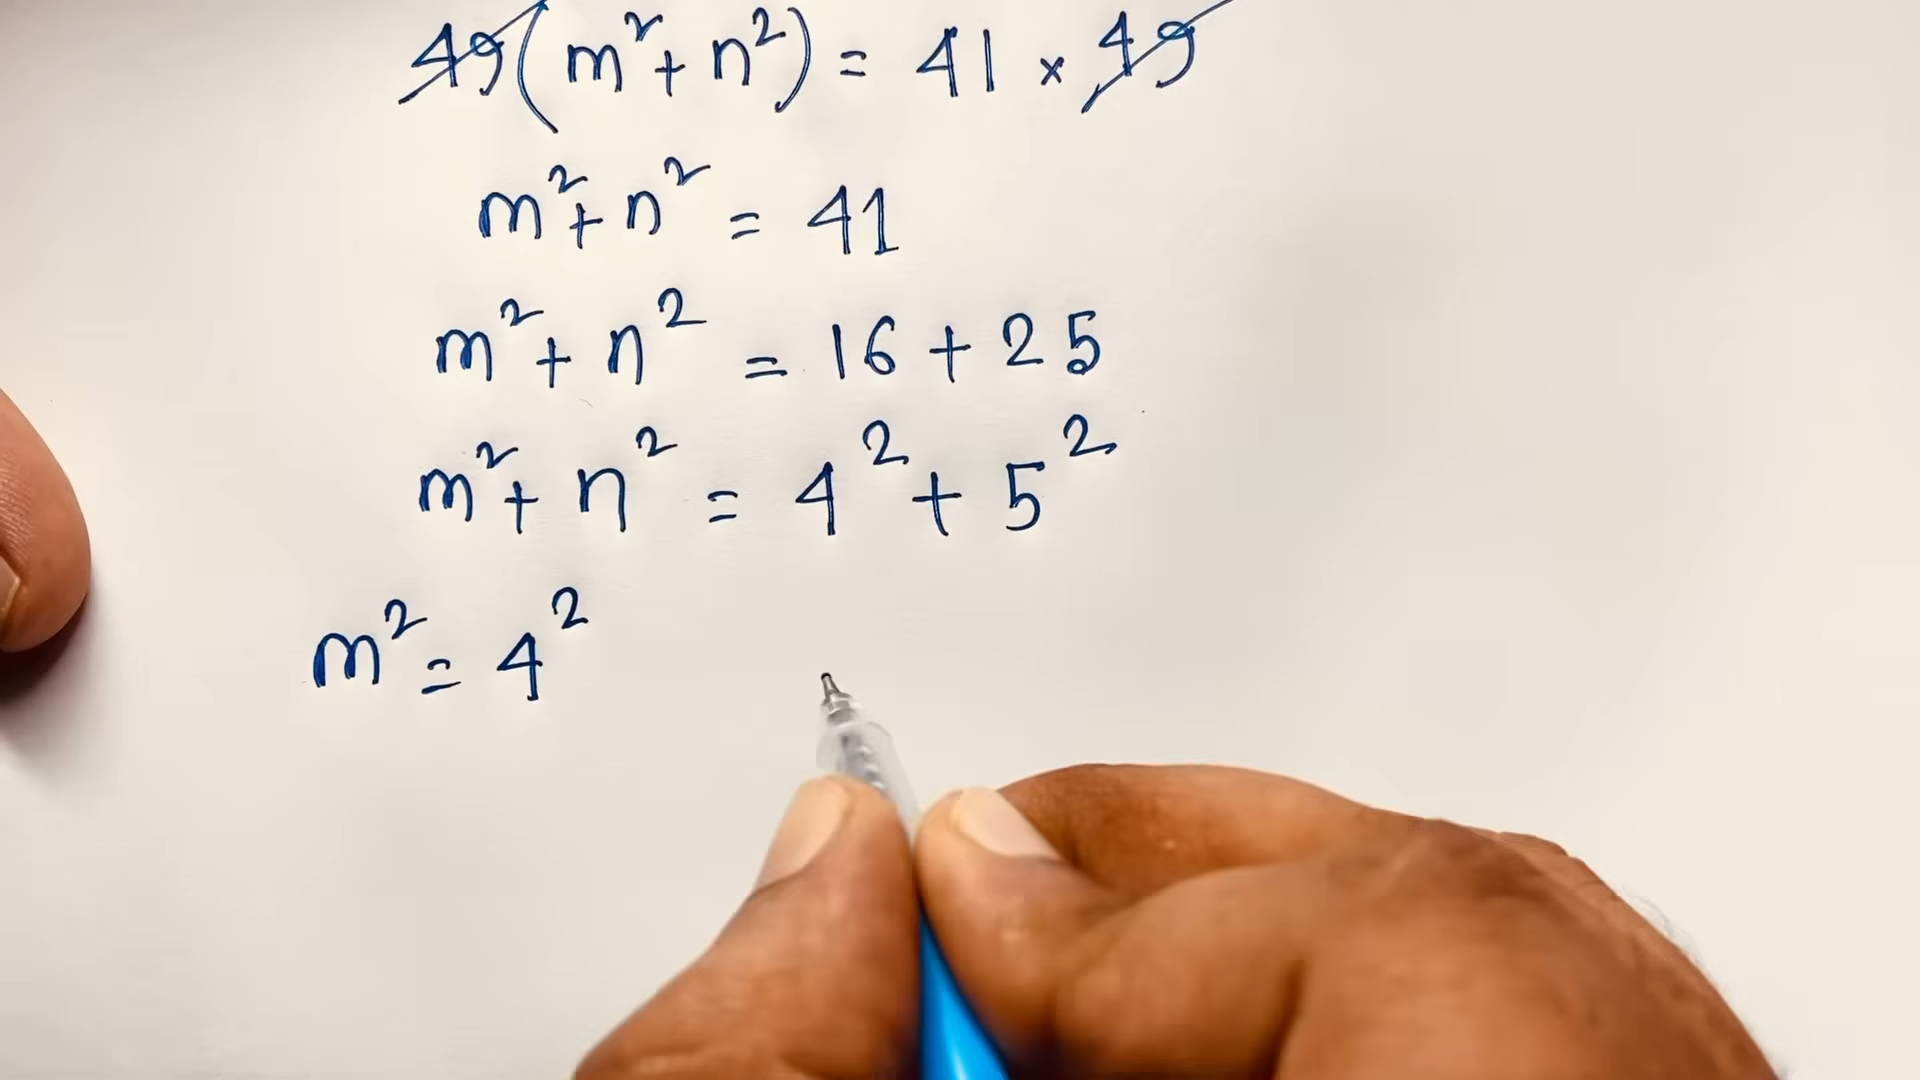 49(m²+n²) = 41 × 49
m²+n² = 41
m²+n² = 16+25
m²+n² = 4²+5²
m² = 4²